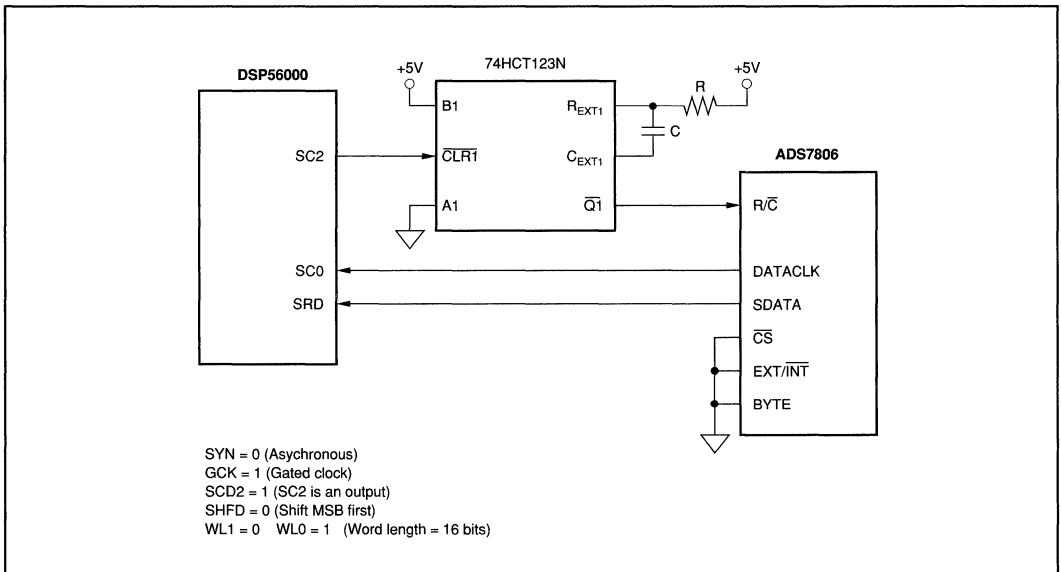 DSP56000
74HCT123N
+5V
+5V
B1
R_EXT1
R
C
SC2
CLR1
C_EXT1
ADS7806
A1
Q1
R/C
SC0
DATACLK
SRD
SDATA
CS
EXT/INT
BYTE
SYN = 0 (Asychronous)
GCK = 1 (Gated clock)
SCD2 = 1 (SC2 is an output)
SHFD = 0 (Shift MSB first)
WL1 = 0 WL0 = 1 (Word length = 16 bits)